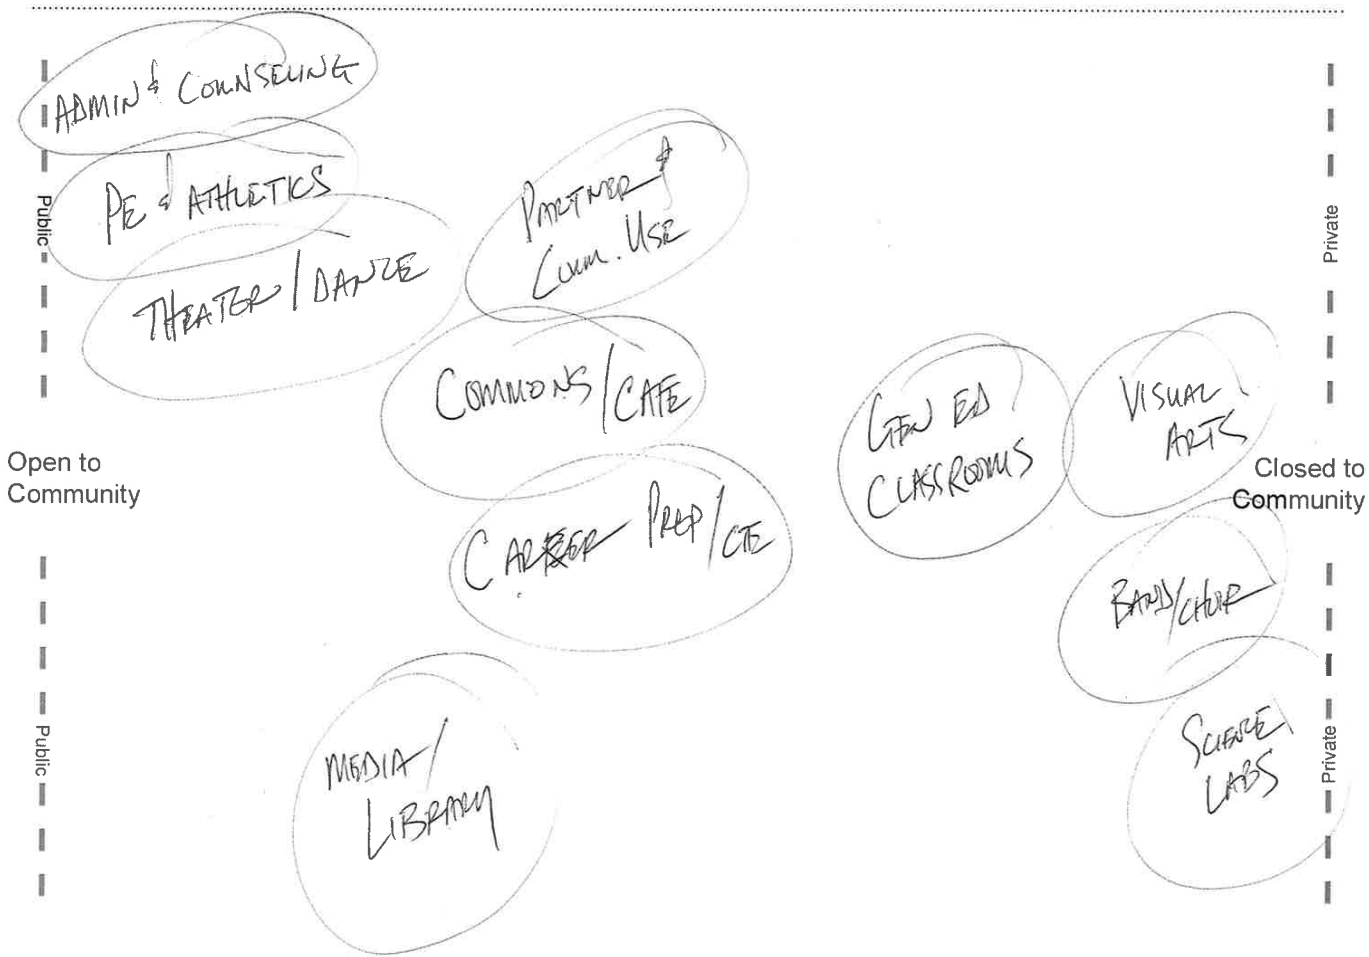 ADMIN & COUNSELING
PE & ATHLETICS
THEATER/DANCE
PARTNER &
COMM. USE
COMMONS/CAFE
CAREER PREP/CTE
MEDIA/
LIBRARY
GEN ED
CLASSROOMS
VISUAL
ARTS
BAND/CHOIR
SCIENCE
LABS
Public
Open to
Community
Public
Private
Closed to
Community
Private